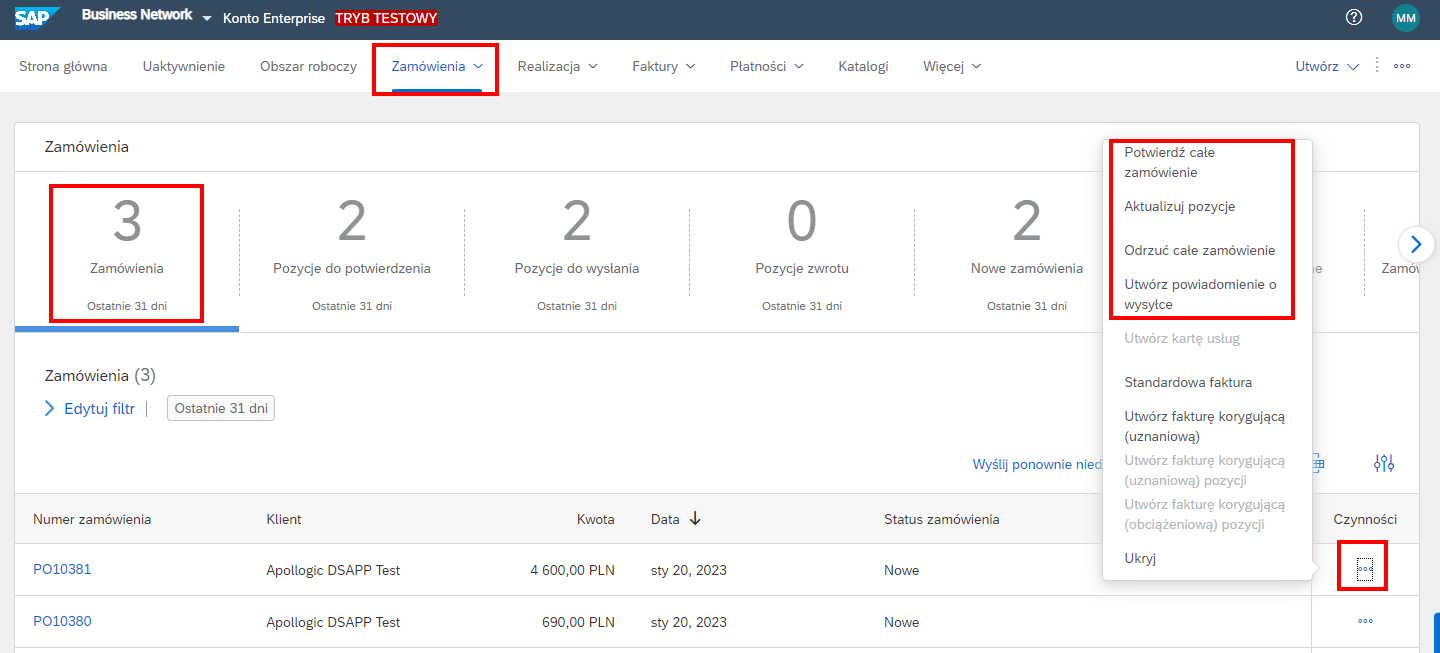 SAP Business Network Konto Enterprise TRYB TESTOWY MM
Strona główna Uaktywnienie Obszar roboczy Zamówienia Realizacja Faktury Płatności Katalogi Więcej Utwórz
Zamówienia
3 2 2 0 2
Zamówienia Pozycje do potwierdzenia Pozycje do wysłania Pozycje zwrotu Nowe zamówienia
Ostatnie 31 dni Ostatnie 31 dni Ostatnie 31 dni Ostatnie 31 dni Ostatnie 31 dni
Potwierdź całe
zamówienie
Aktualizuj pozycje
Odrzuć całe zamówienie
Utwórz powiadomienie o
wysyłce
Utwórz kartę usług
Standardowa faktura
Utwórz fakturę korygującą
(uznaniową)
Utwórz fakturę korygującą
(uznaniową) pozycji
Utwórz fakturę korygującą
(obciążeniową) pozycji
Ukryj
Zamówienia (3)
Edytuj filtr Ostatnie 31 dni
Wyślij ponownie
Numer zamówienia Klient Kwota Data Status zamówienia Czynności
PO10381 Apollogic DSAPP Test 4 600,00 PLN sty 20, 2023 Nowe
PO10380 Apollogic DSAPP Test 690,00 PLN sty 20, 2023 Nowe